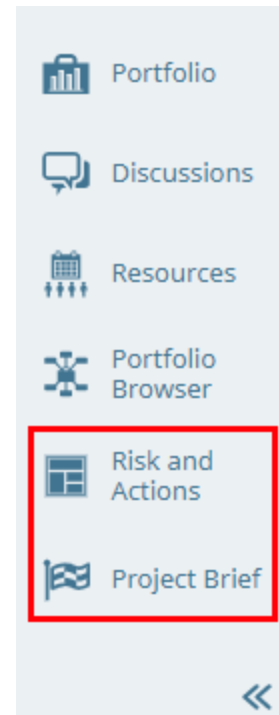 Portfolio
Discussions
Resources
Portfolio
Browser
Risk and
Actions
Project Brief